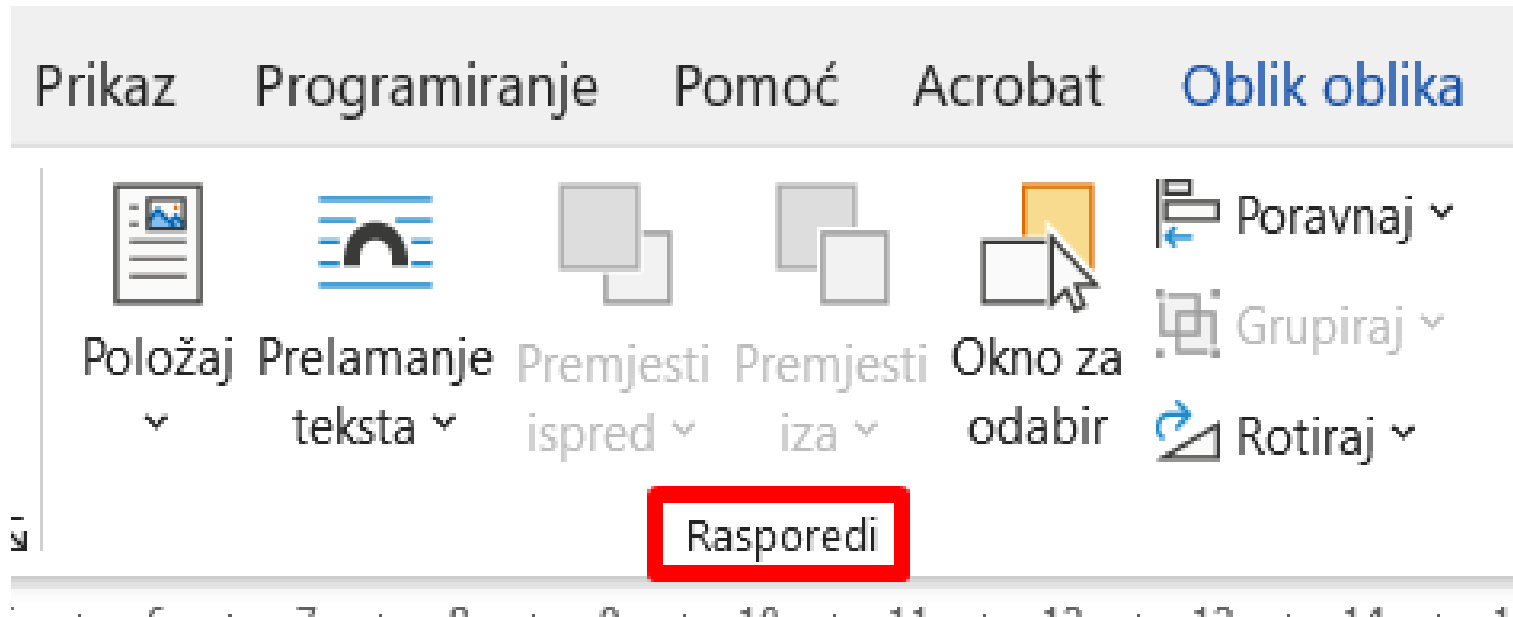 Prikaz Programiranje Pomoć Acrobat Oblik oblika
Položaj
Prelamanje
teksta
Premjesti
ispred
Premjesti
iza
Okno za
odabir
Poravnaj
Grupiraj
Rotiraj
Rasporedi